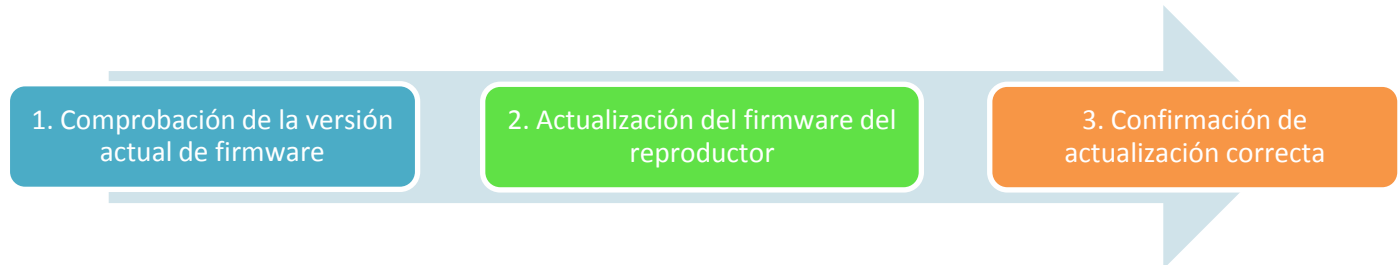 1. Comprobación de la versión
actual de firmware
2. Actualización del firmware del
reproductor
3. Confirmación de
actualización correcta